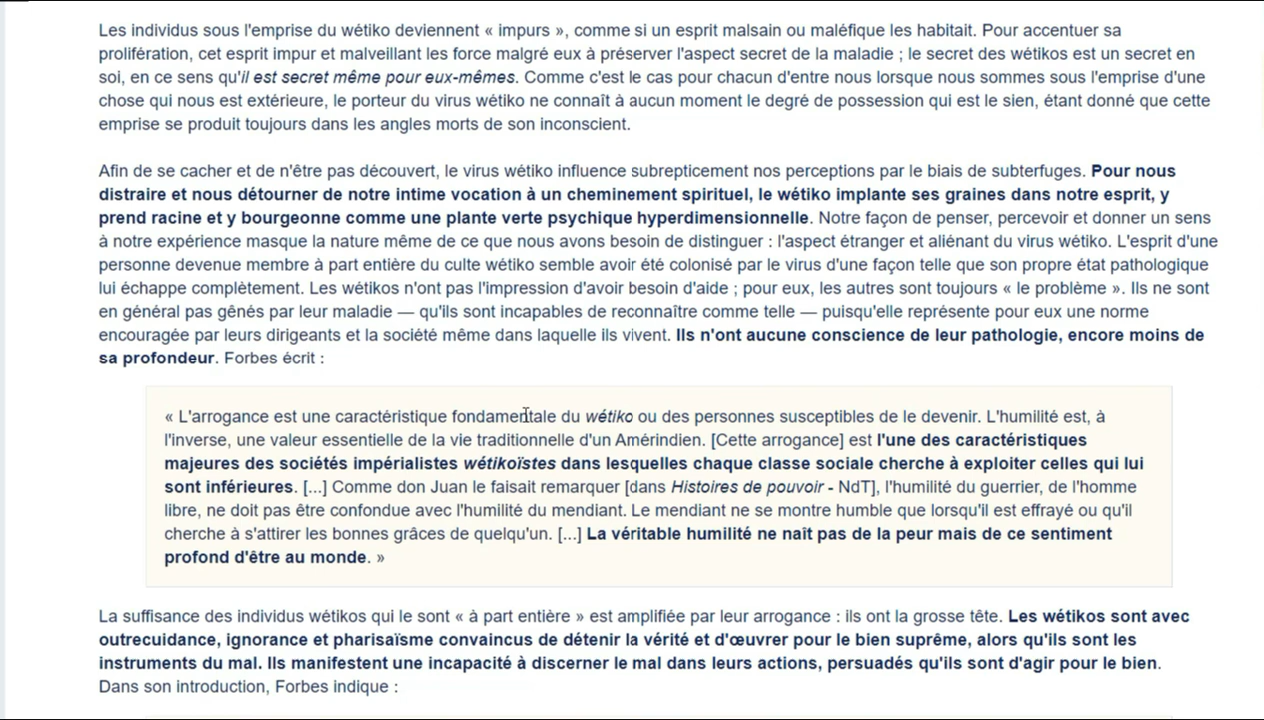 Les individus sous l'emprise du wétiko deviennent « impurs », comme si un esprit malsain ou maléfique les habitait. Pour accentuer sa
prolifération, cet esprit impur et malveillant les force malgré eux à préserver l'aspect secret de la maladie ; le secret des wétikos est un secret en
soi, en ce sens qu'il est secret même pour eux-mêmes. Comme c'est le cas pour chacun d'entre nous lorsque nous sommes sous l'emprise d'une
chose qui nous est extérieure, le porteur du virus wétiko ne connaît à aucun moment le degré de possession qui est le sien, étant donné que cette
emprise se produit toujours dans les angles morts de son inconscient.
Afin de se cacher et de n'être pas découvert, le virus wétiko influence subrepticement nos perceptions par le biais de subterfuges. Pour nous
distraire et nous détourner de notre intime vocation à un cheminement spirituel, le wétiko implante ses graines dans notre esprit, y
prend racine et y bourgeonne comme une plante verte psychique hyperdimensionnelle. Notre façon de penser, percevoir et donner un sens
à notre expérience masque la nature même de ce que nous avons besoin de distinguer : l'aspect étranger et aliénant du virus wétiko. L'esprit d'une
personne devenue membre à part entière du culte wétiko semble avoir été colonisé par le virus d'une façon telle que son propre état pathologique
lui échappe complètement. Les wétikos n'ont pas l'impression d'avoir besoin d'aide ; pour eux, les autres sont toujours « le problème ». Ils ne sont
en général pas gênés par leur maladie — qu'ils sont incapables de reconnaître comme telle — puisqu'elle représente pour eux une norme
encouragée par leurs dirigeants et la société même dans laquelle ils vivent. Ils n'ont aucune conscience de leur pathologie, encore moins de
sa profondeur. Forbes écrit :
« L'arrogance est une caractéristique fondamentale du wétiko ou des personnes susceptibles de le devenir. L'humilité est, à
l'inverse, une valeur essentielle de la vie traditionnelle d'un Amérindien. [Cette arrogance] est l'une des caractéristiques
majeures des sociétés impérialistes wétikoïstes dans lesquelles chaque classe sociale cherche à exploiter celles qui lui
sont inférieures. [...] Comme don Juan le faisait remarquer [dans Histoires de pouvoir - NdT], l'humilité du guerrier, de l'homme
libre, ne doit pas être confondue avec l'humilité du mendiant. Le mendiant ne se montre humble que lorsqu'il est effrayé ou qu'il
cherche à s'attirer les bonnes grâces de quelqu'un. [...] La véritable humilité ne naît pas de la peur mais de ce sentiment
profond d'être au monde. »
La suffisance des individus wétikos qui le sont « à part entière » est amplifiée par leur arrogance : ils ont la grosse tête. Les wétikos sont avec
outrecuidance, ignorance et pharisaïsme convaincus de détenir la vérité et d'œuvrer pour le bien suprême, alors qu'ils sont les
instruments du mal. Ils manifestent une incapacité à discerner le mal dans leurs actions, persuadés qu'ils sont d'agir pour le bien.
Dans son introduction, Forbes indique :